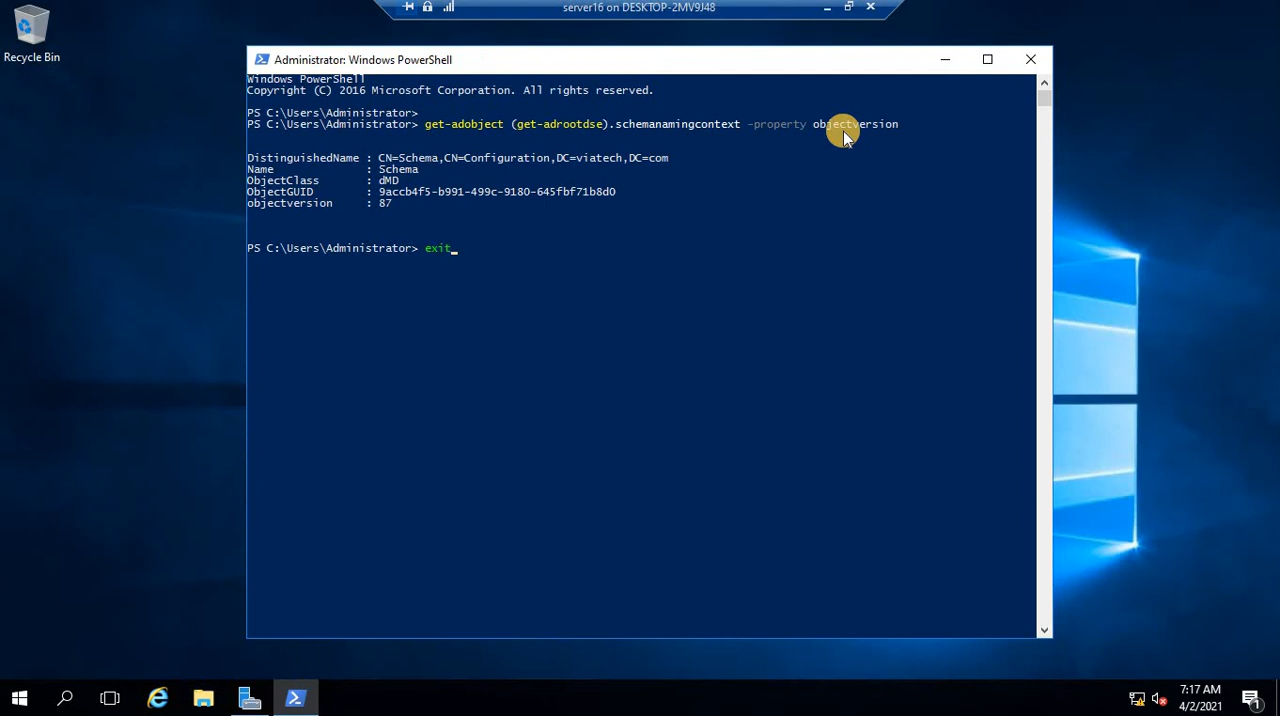 server16 on DESKTOP-2MV9J48
Recycle Bin
Administrator: Windows PowerShell
Windows PowerShell
Copyright (C) 2016 Microsoft Corporation. All rights reserved.
PS C:\Users\Administrator>
PS C:\Users\Administrator> get-adobject (get-adrootdse).schemanamingcontext -property objectversion
DistinguishedName : CN=Schema,CN=Configuration,DC=viatech,DC=com
Name : Schema
ObjectClass : dMD
ObjectGUID : 9accb4f5-b991-499c-9180-645fbf71b8d0
objectversion : 87
PS C:\Users\Administrator> exit_
7:17 AM
4/2/2021
1